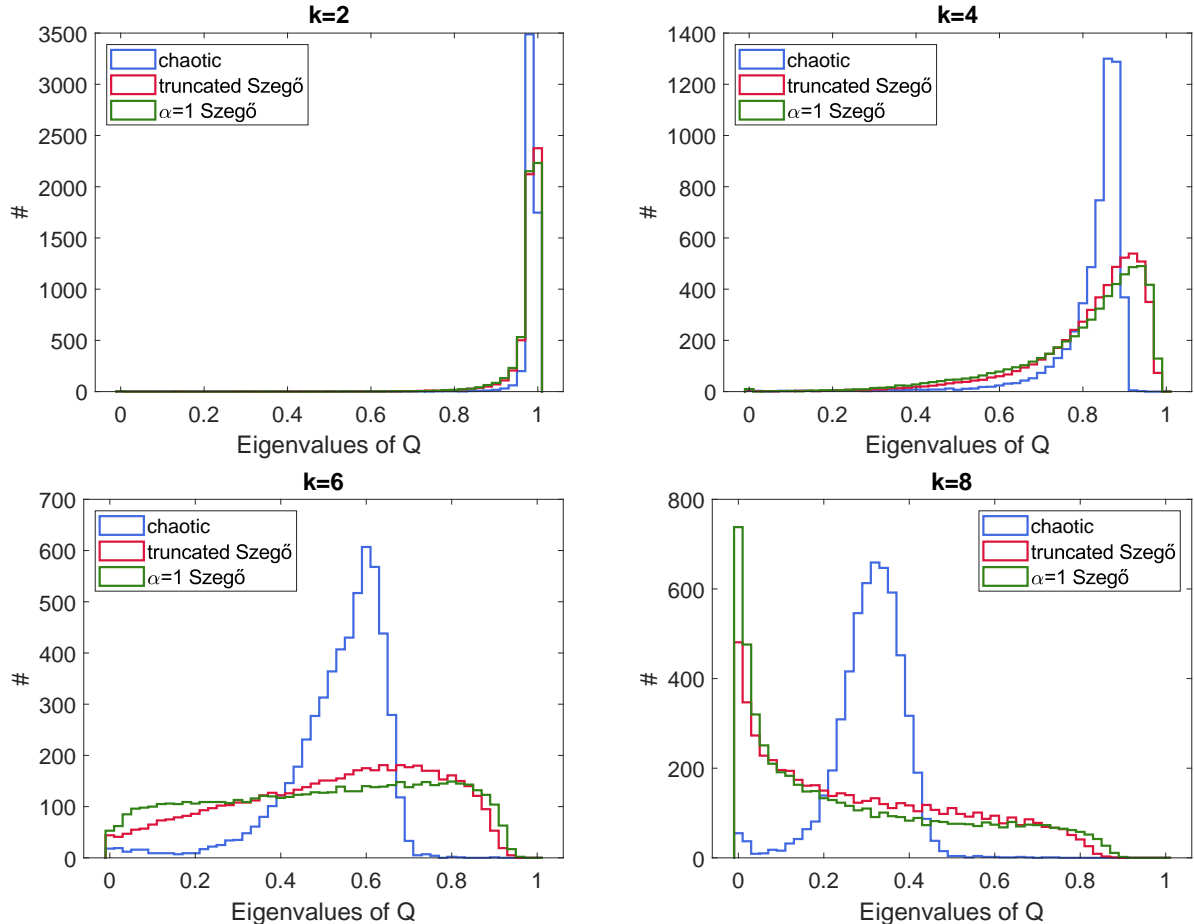 k=2
3500
3000
2500
2000
1500
1000
500
0
#
chaotic
truncated Szegő
α=1 Szegő
0 0.2 0.4 0.6 0.8 1
Eigenvalues of Q
k=4
1400
1200
1000
800
600
400
200
0
#
chaotic
truncated Szegő
α=1 Szegő
0 0.2 0.4 0.6 0.8 1
Eigenvalues of Q
k=6
700
600
500
400
300
200
100
0
#
chaotic
truncated Szegő
α=1 Szegő
0 0.2 0.4 0.6 0.8 1
Eigenvalues of Q
k=8
800
600
400
200
0
#
chaotic
truncated Szegő
α=1 Szegő
0 0.2 0.4 0.6 0.8 1
Eigenvalues of Q